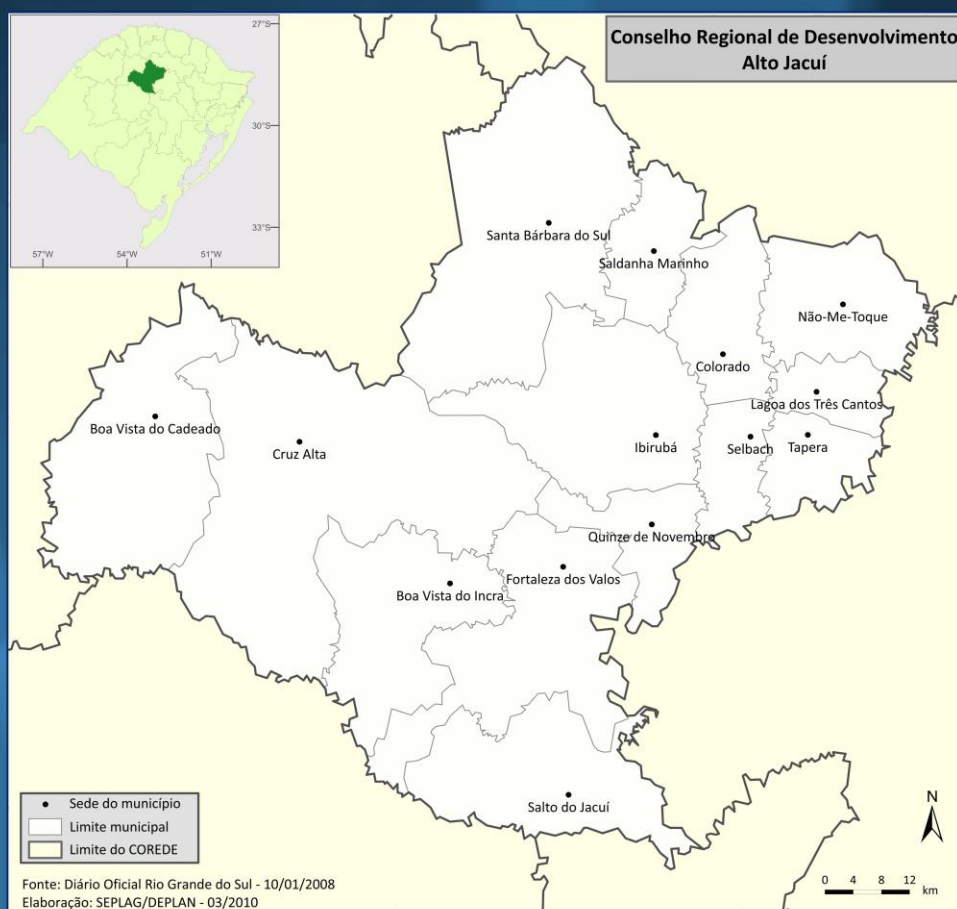 Conselho Regional de Desenvolvimento
Alto Jacuí
27°S
30°S
33°S
57°W
54°W
51°W
Santa Bárbara do Sul
Saldanha Marinho
Não-Me-Toque
Colorado
Lagoa dos Três Cantos
Boa Vista do Cadeado
Cruz Alta
Ibirubá
Selbach
Tapera
Quinze de Novembro
Fortaleza dos Valos
Boa Vista do Incra
Salto do Jacuí
Sede do município
Limite municipal
Limite do COREDE
N
0 4 8 12
km
Fonte: Diário Oficial Rio Grande do Sul - 10/01/2008
Elaboração: SEPLAG/DEPLAN - 03/2010